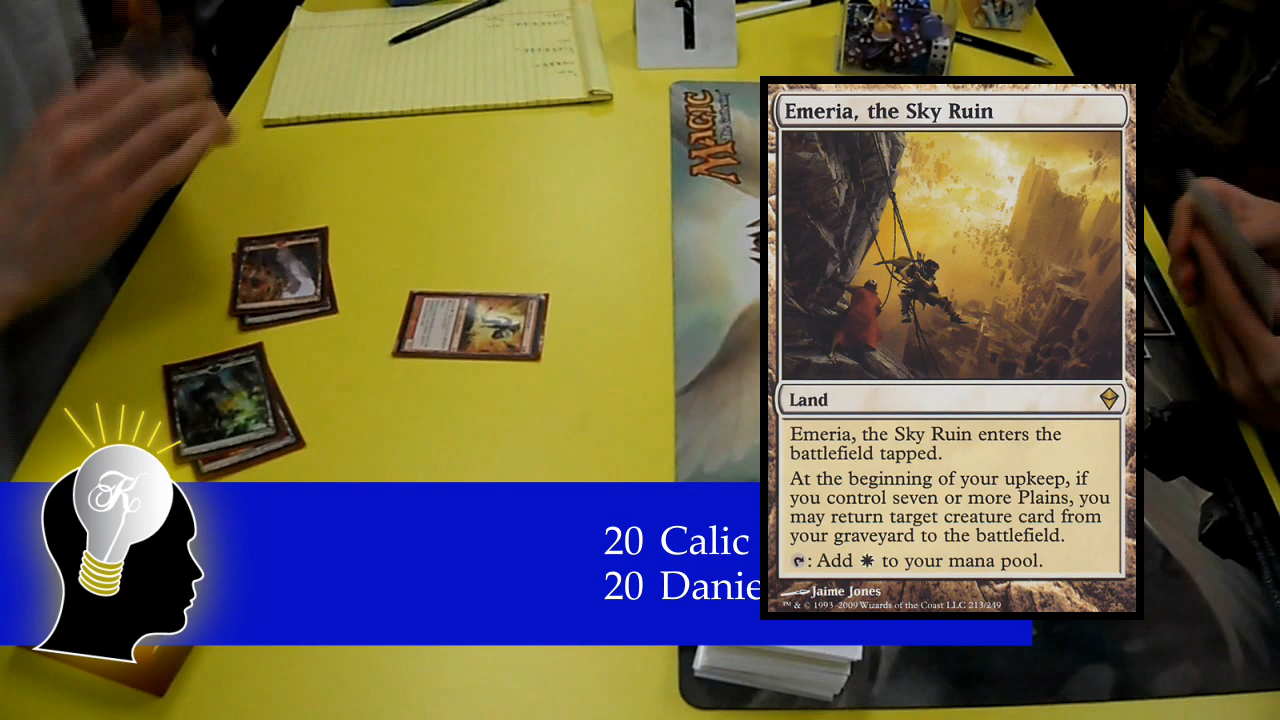 1
MAGIC
Emeria, the Sky Ruin
Land
Emeria, the Sky Ruin enters the
battlefield tapped.
At the beginning of your upkeep, if
you control seven or more Plains, you
may return target creature card from
your graveyard to the battlefield.
: Add to your mana pool.
Jaime Jones
™ & © 1993-2009 Wizards of the Coast LLC 213/249
K
20 Calic
20 Danie